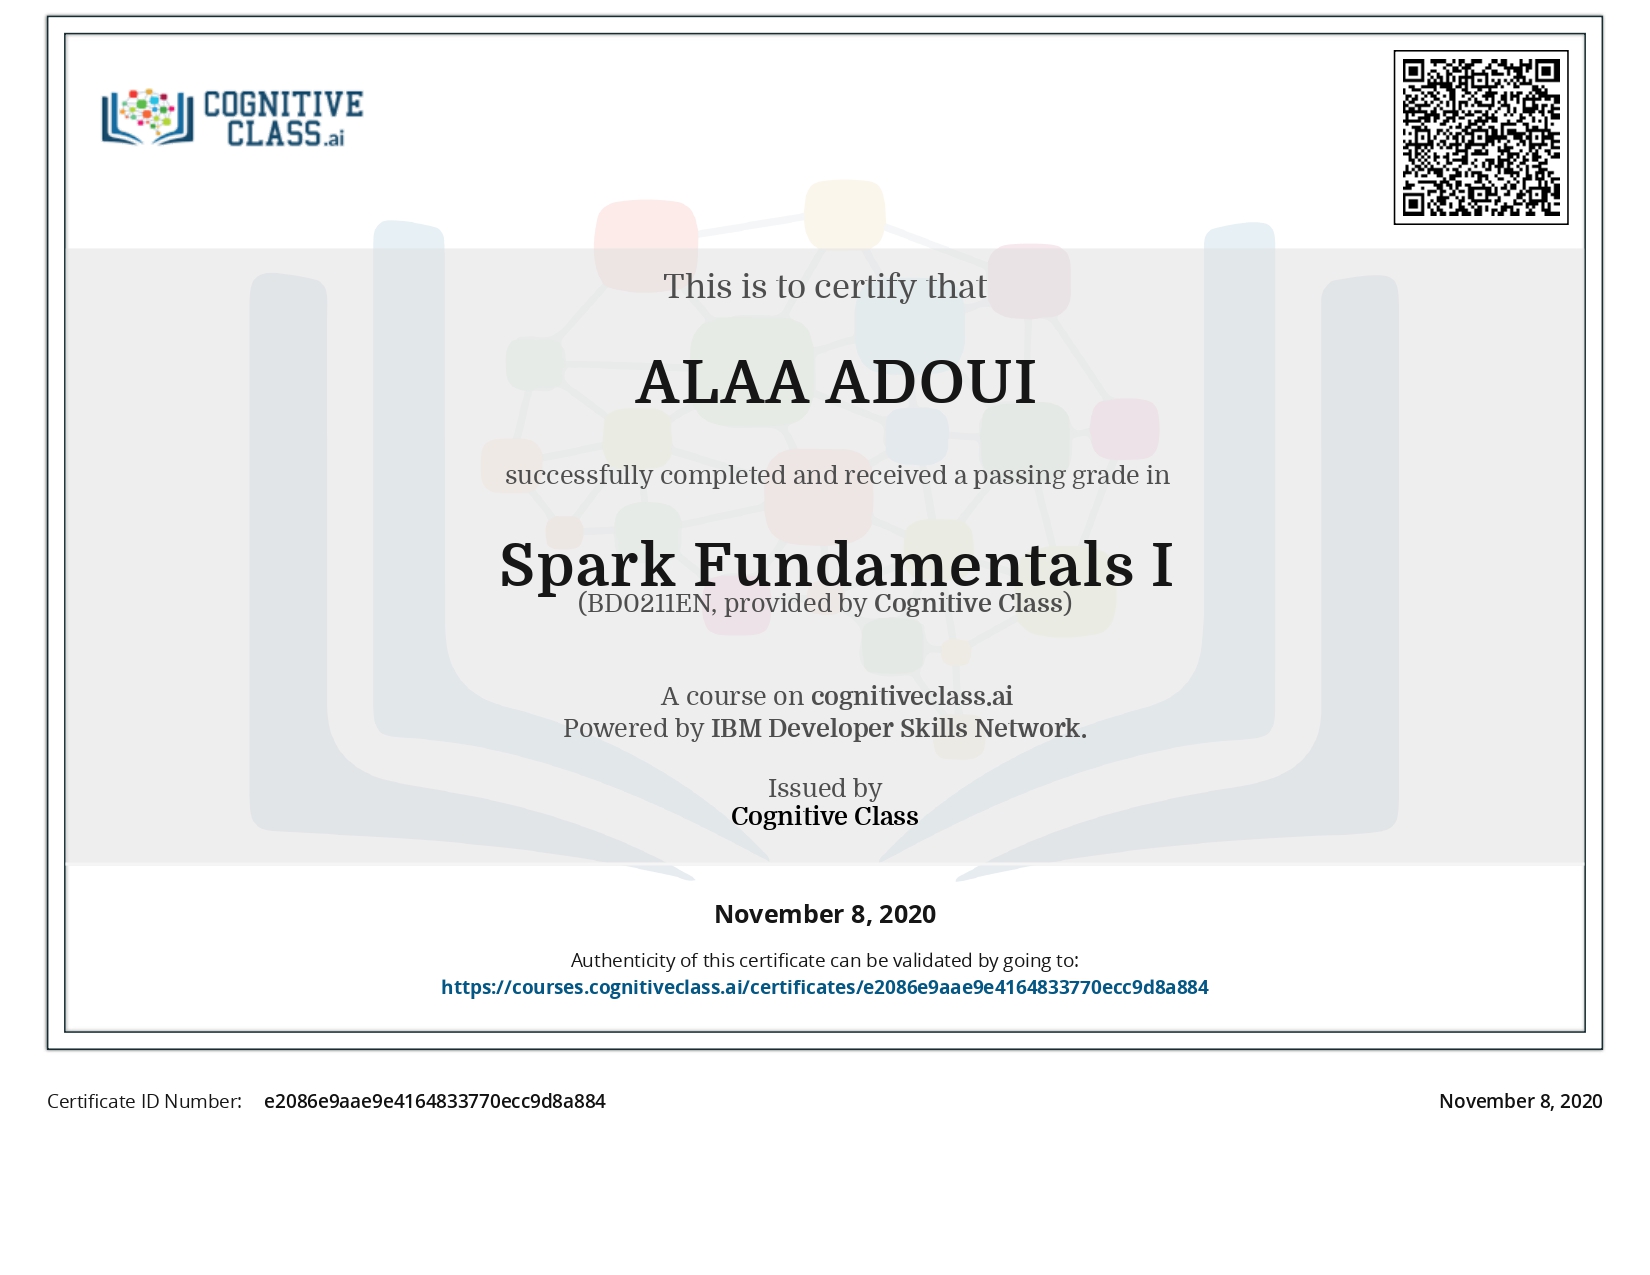 COGNITIVE
CLASS.ai
This is to certify that
ALAA ADOUI
successfully completed and received a passing grade in
Spark Fundamentals I
(BD0211EN, provided by Cognitive Class)
A course on cognitiveclass.ai
Powered by IBM Developer Skills Network.
Issued by
Cognitive Class
November 8, 2020
Authenticity of this certificate can be validated by going to:
https://courses.cognitiveclass.ai/certificates/e2086e9aae9e4164833770ecc9d8a884
Certificate ID Number: e2086e9aae9e4164833770ecc9d8a884
November 8, 2020